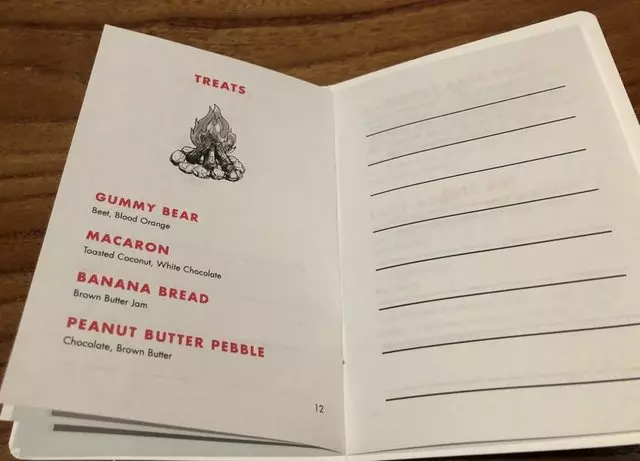 TREATS
GUMMY BEAR
Beet, Blood Orange
MACARON
Toasted Coconut, White Chocolate
BANANA BREAD
Brown Butter Jam
PEANUT BUTTER PEBBLE
Chocolate, Brown Butter
12